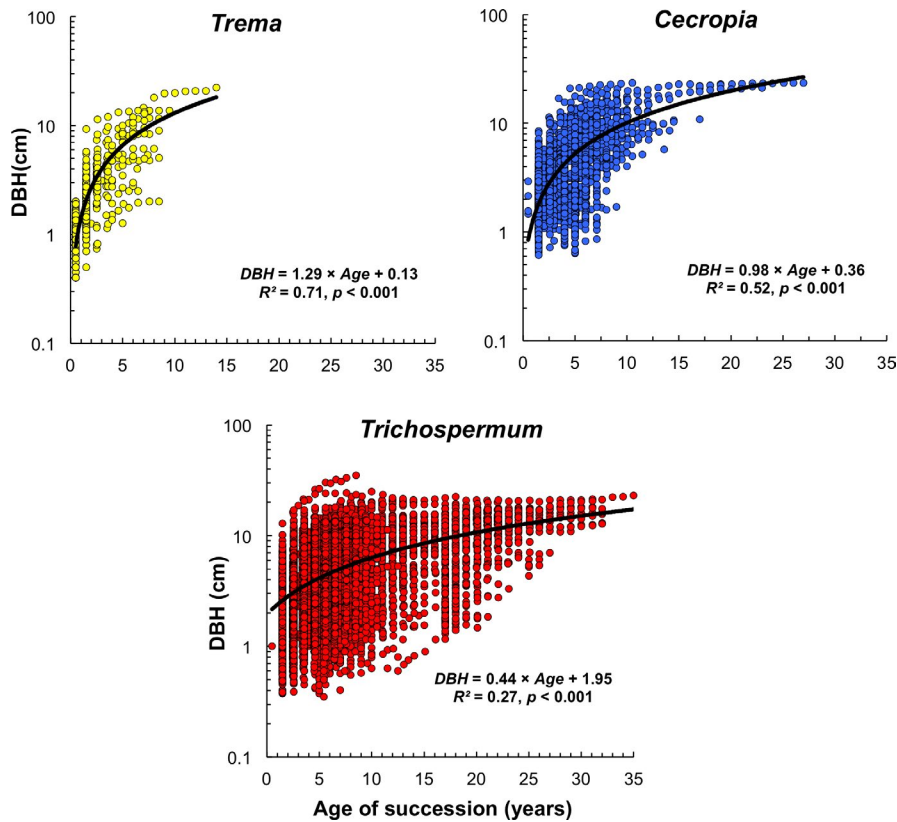 Trema
100
10
1
0.1
DBH(cm)
0 5 10 15 20 25 30 35
DBH = 1.29 × Age + 0.13
R² = 0.71, p < 0.001
Cecropia
100
10
1
0.1
0 5 10 15 20 25 30 35
DBH = 0.98 × Age + 0.36
R² = 0.52, p < 0.001
Trichospermum
100
10
1
0.1
DBH (cm)
0 5 10 15 20 25 30 35
DBH = 0.44 × Age + 1.95
R² = 0.27, p < 0.001
Age of succession (years)